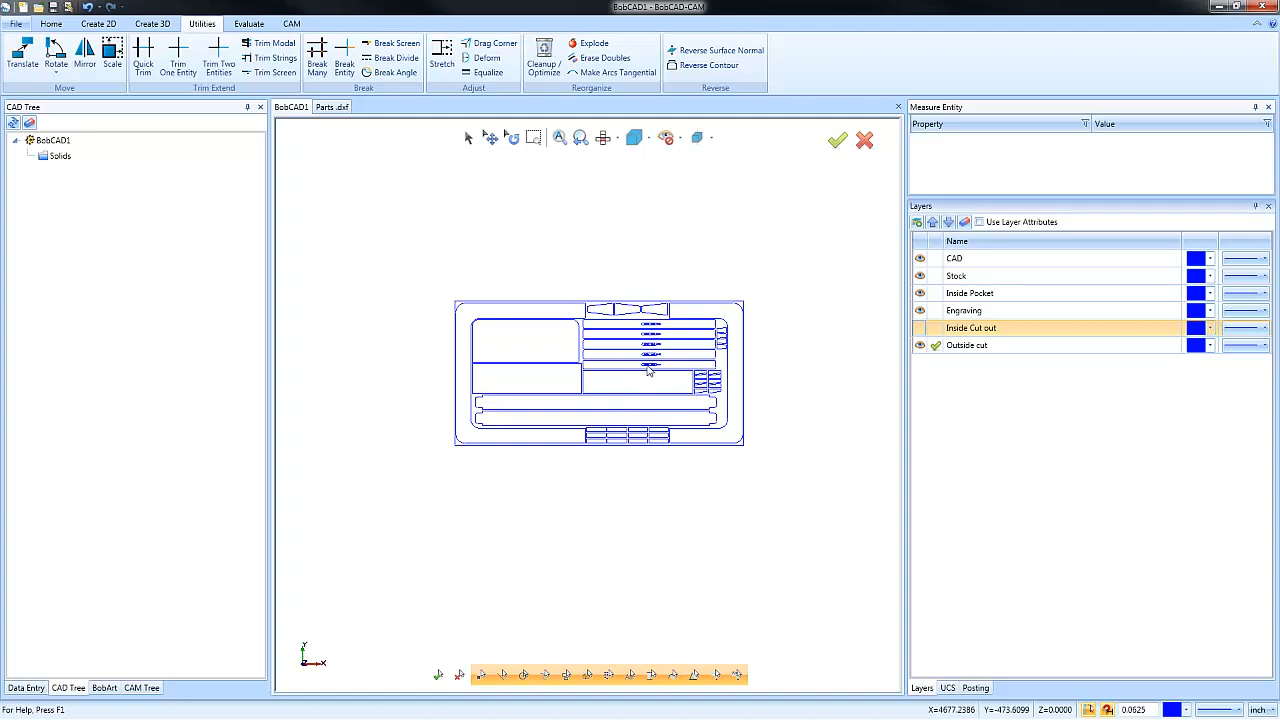 BobCAD1 - BobCAD-CAM
File Home Create 2D Create 3D Utilities Evaluate CAM
Translate Rotate Mirror Scale
Move
Quick Trim Trim One Entity Trim Two Entities Trim Modal Trim Strings Trim Screen
Trim Extend
Break Many Break Entity Break Screen Break Divide Break Angle
Break
Stretch Drag Corner Deform Equalize
Adjust
Cleanup / Optimize Explode Erase Doubles Make Arcs Tangential
Reorganize
Reverse Surface Normal Reverse Contour
Reverse
CAD Tree
BobCAD1
Solids
BobCAD1 Parts .dxf
Measure Entity
Property Value
Layers
Use Layer Attributes
Name
CAD
Stock
Inside Pocket
Engraving
Inside Cut out
Outside cut
Data Entry CAD Tree BobArt CAM Tree
Y
X
Layers UCS Posting
For Help, Press F1 X=4677.2386 Y=-473.6099 Z=0.0000 0.0625 inch